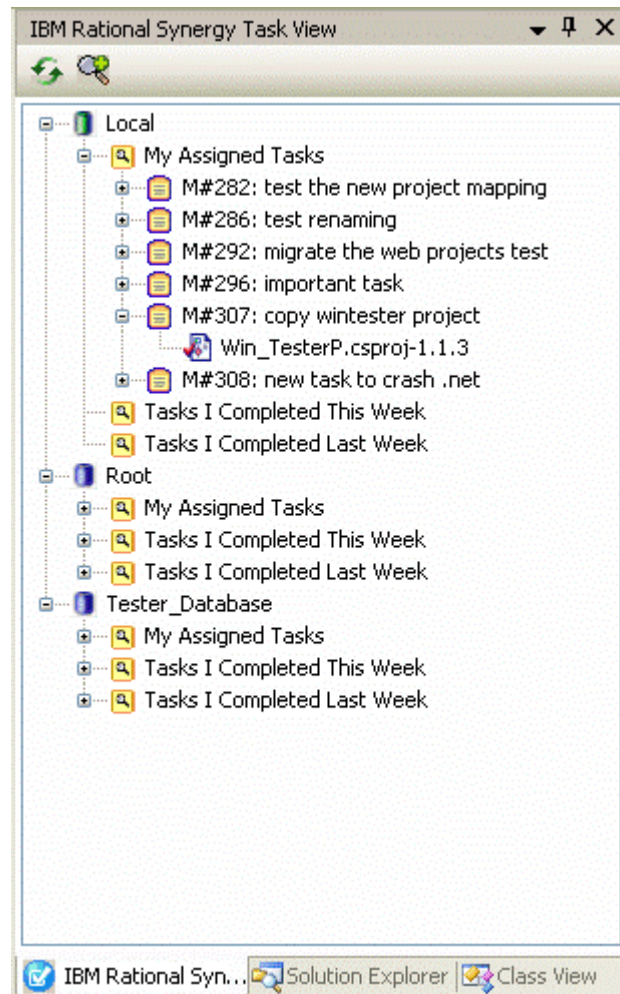 IBM Rational Synergy Task View
Local
My Assigned Tasks
M#282: test the new project mapping
M#286: test renaming
M#292: migrate the web projects test
M#296: important task
M#307: copy wintester project
Win_TesterP.csproj-1.1.3
M#308: new task to crash .net
Tasks I Completed This Week
Tasks I Completed Last Week
Root
My Assigned Tasks
Tasks I Completed This Week
Tasks I Completed Last Week
Tester_Database
My Assigned Tasks
Tasks I Completed This Week
Tasks I Completed Last Week
IBM Rational Syn... Solution Explorer Class View